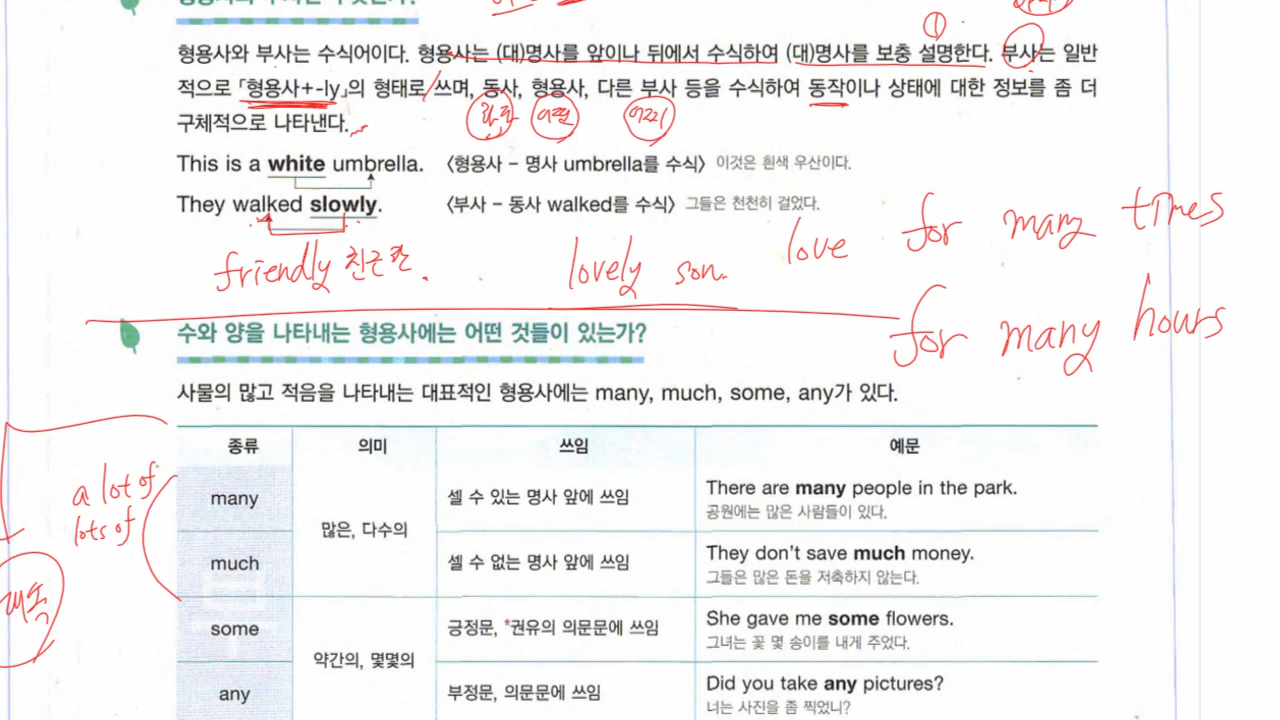 형용사와 부사는 수식어이다. 형용사는 (대)명사를 앞이나 뒤에서 수식하여 (대)명사를 보충 설명한다. 부사는 일반
적으로 「형용사+-ly」의 형태로 쓰며, 동사, 형용사, 다른 부사 등을 수식하여 동작이나 상태에 대한 정보를 좀 더
구체적으로 나타낸다.
This is a white umbrella. 〈형용사 – 명사 umbrella를 수식〉 이것은 흰색 우산이다.
They walked slowly. 〈부사 – 동사 walked를 수식〉 그들은 천천히 걸었다.
love for many times
friendly 친근한. lovely son.
for many hours
수와 양을 나타내는 형용사에는 어떤 것들이 있는가?
사물의 많고 적음을 나타내는 대표적인 형용사에는 many, much, some, any가 있다.
종류 의미 쓰임 예문
a lot of
lots of
many 많은, 다수의 셀 수 있는 명사 앞에 쓰임 There are many people in the park.
공원에는 많은 사람들이 있다.
much 셀 수 없는 명사 앞에 쓰임 They don't save much money.
그들은 많은 돈을 저축하지 않는다.
some 약간의, 몇몇의 긍정문, *권유의 의문문에 쓰임 She gave me some flowers.
그녀는 꽃 몇 송이를 내게 주었다.
any 부정문, 의문문에 쓰임 Did you take any pictures?
너는 사진을 좀 찍었니?